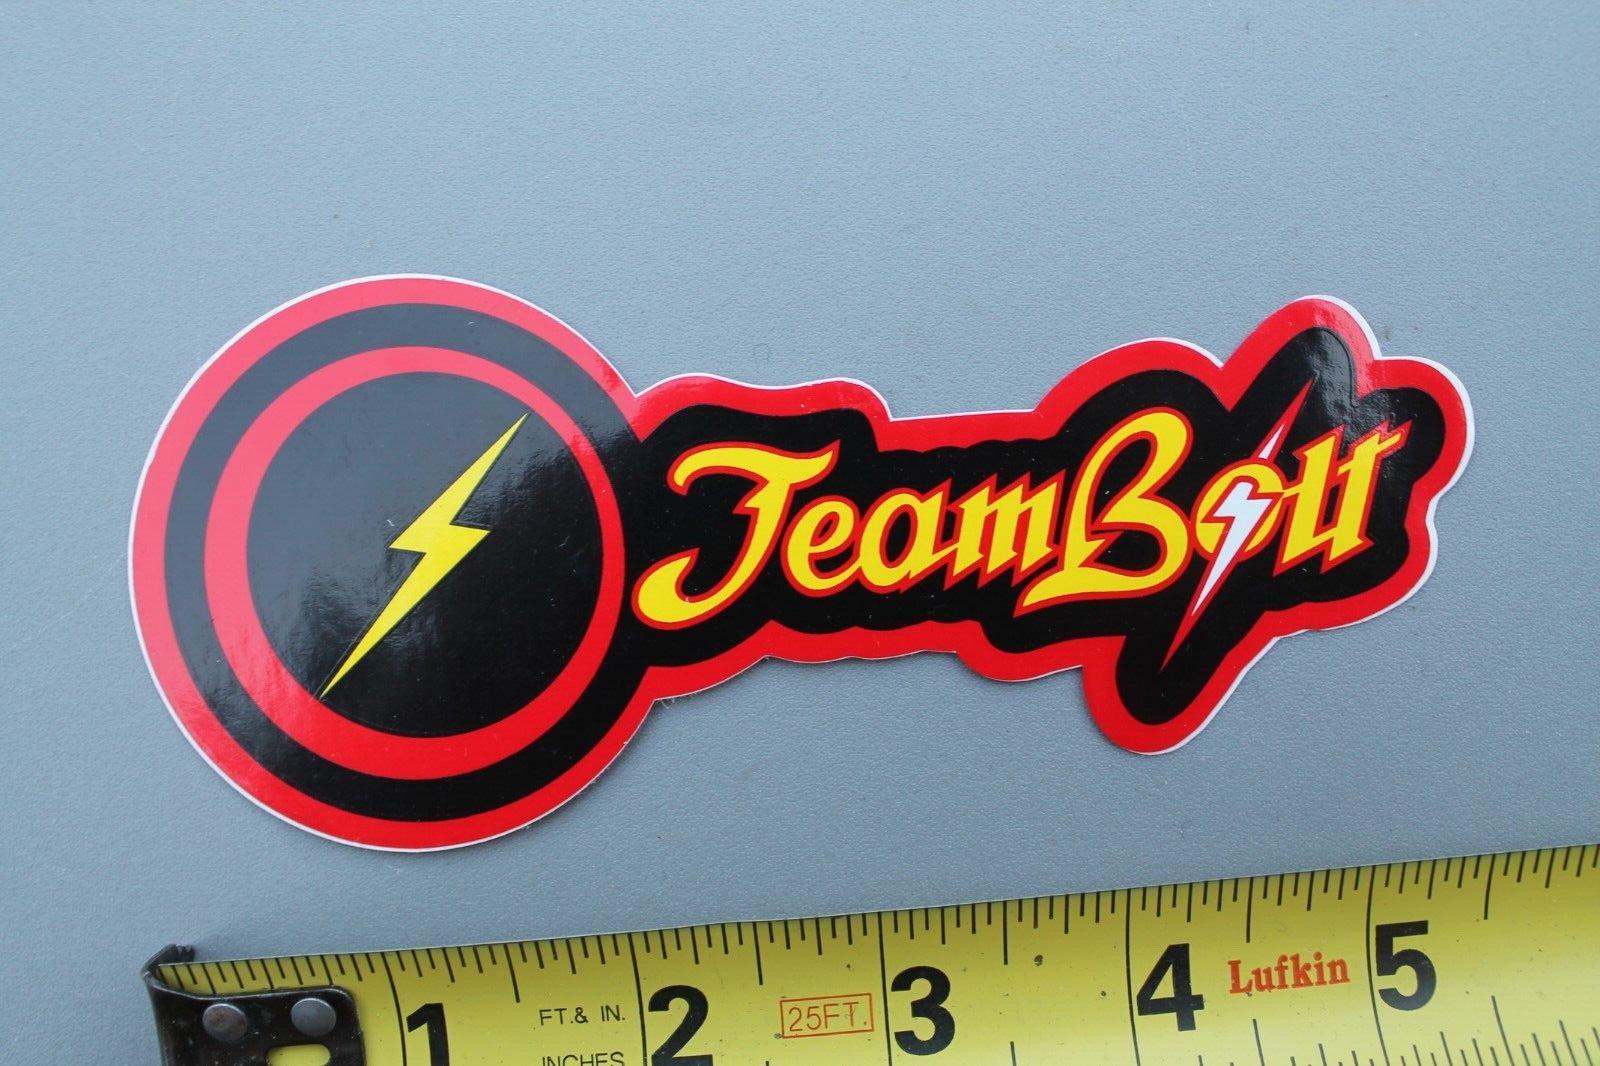 TeamBolt
1 FT.& IN. 2 25FT. 3 4 Lufkin 5
INCHES